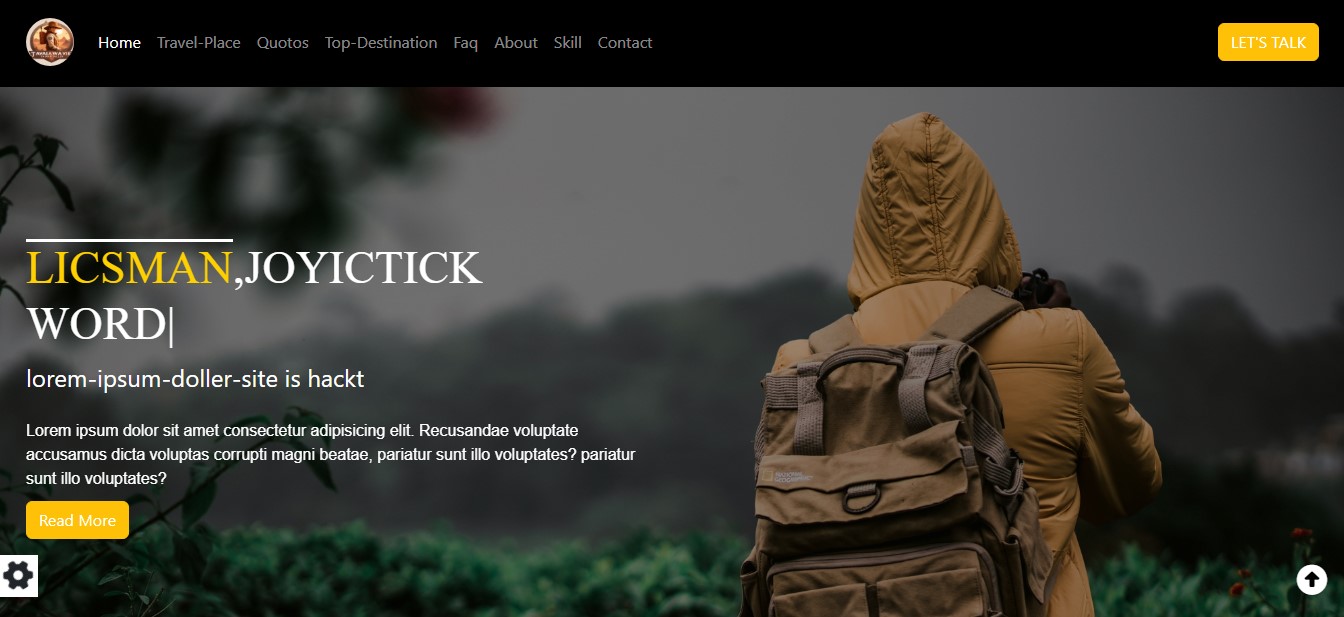 Home Travel-Place Quotos Top-Destination Faq About Skill Contact LET'S TALK
LICSMAN,JOYICTICK
WORD|
lorem-ipsum-doller-site is hackt
Lorem ipsum dolor sit amet consectetur adipisicing elit. Recusandae voluptate
accusamus dicta voluptas corrupti magni beatae, pariatur sunt illo voluptates? pariatur
sunt illo voluptates?
Read More